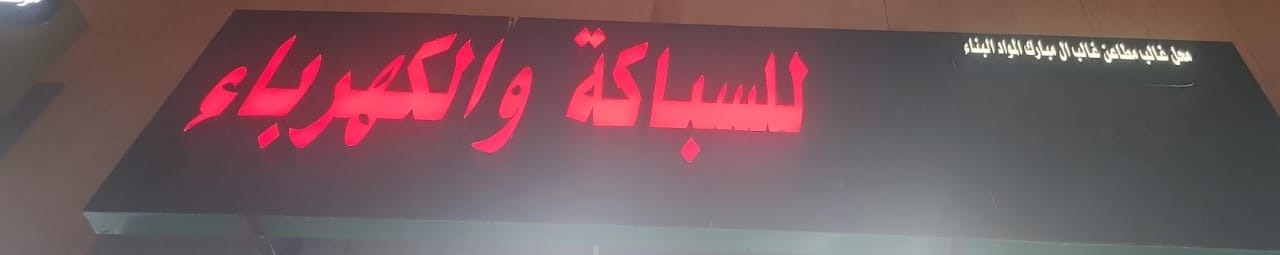 محل غالب مطاعن غالب ال مبارك لمواد البناء
للسباكة والكهرباء